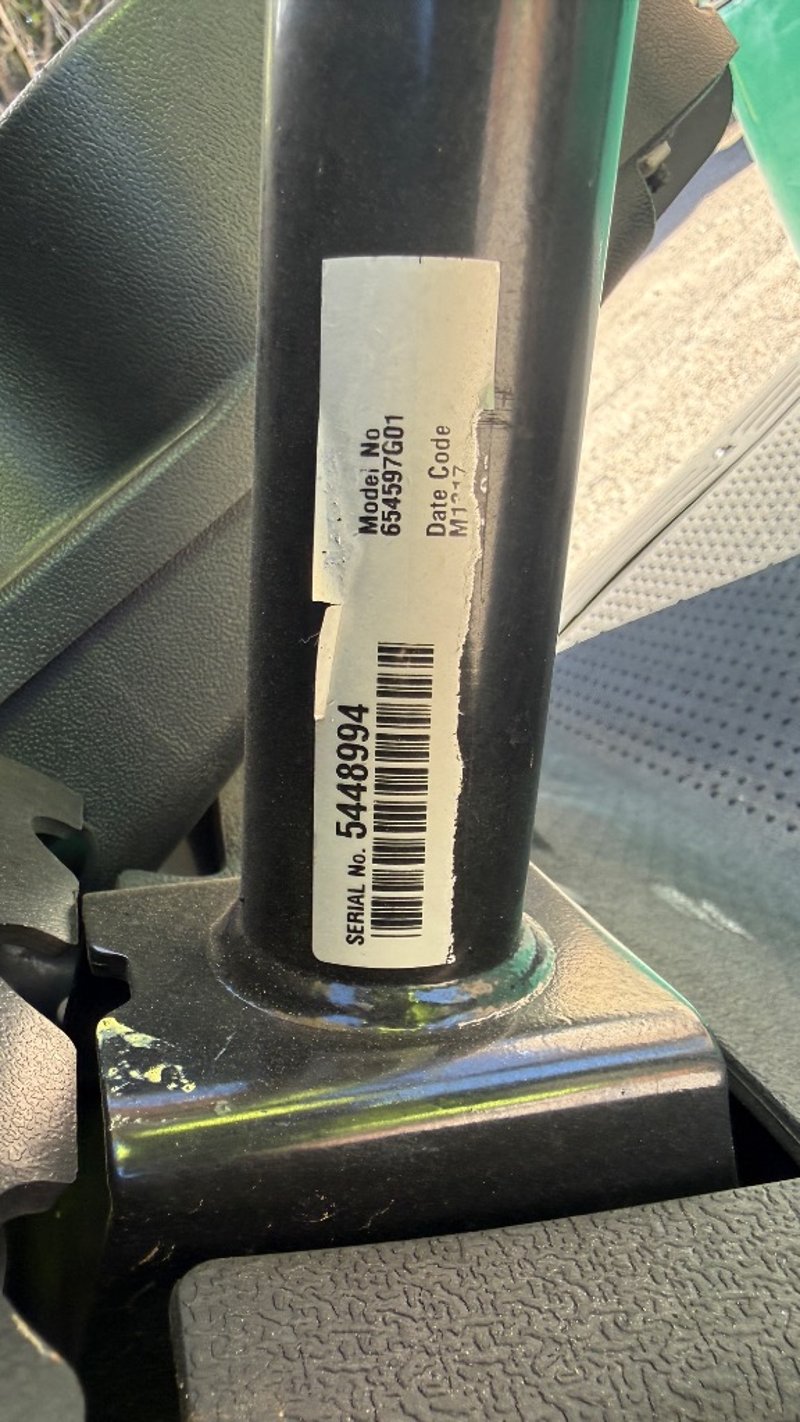 Model No
654597G01
Date Code
SERIAL No. 5448994